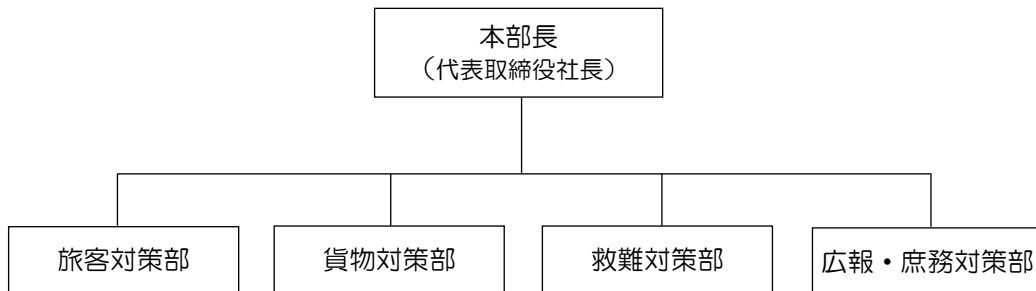 本部長
（代表取締役社長）
旅客対策部
貨物対策部
救難対策部
広報・庶務対策部